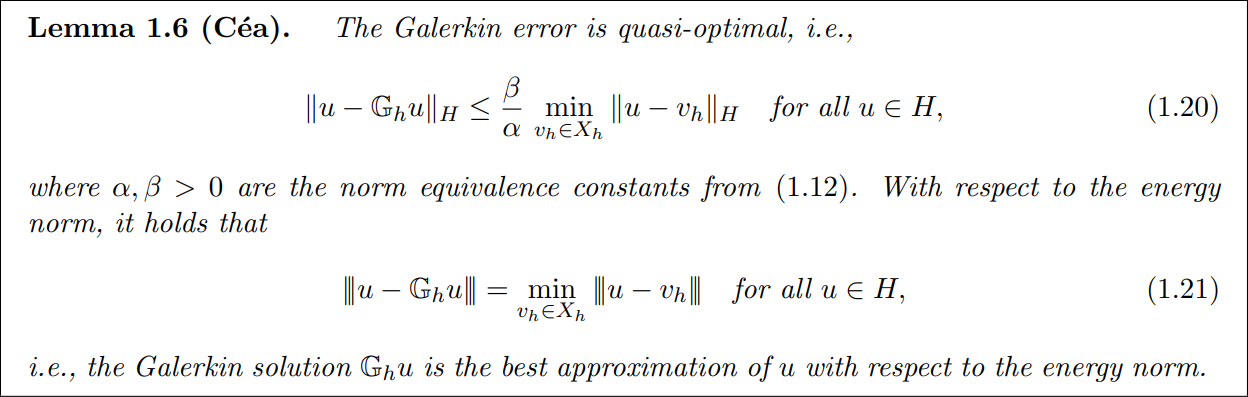 Lemma 1.6 (Céa). The Galerkin error is quasi-optimal, i.e.,
‖u − 𝔾ₕu‖_H ≤ β/α min_{vₕ∈Xₕ} ‖u − vₕ‖_H for all u ∈ H, (1.20)
where α, β > 0 are the norm equivalence constants from (1.12). With respect to the energy
norm, it holds that
⦀u − 𝔾ₕu⦀ = min_{vₕ∈Xₕ} ⦀u − vₕ⦀ for all u ∈ H, (1.21)
i.e., the Galerkin solution 𝔾ₕu is the best approximation of u with respect to the energy norm.